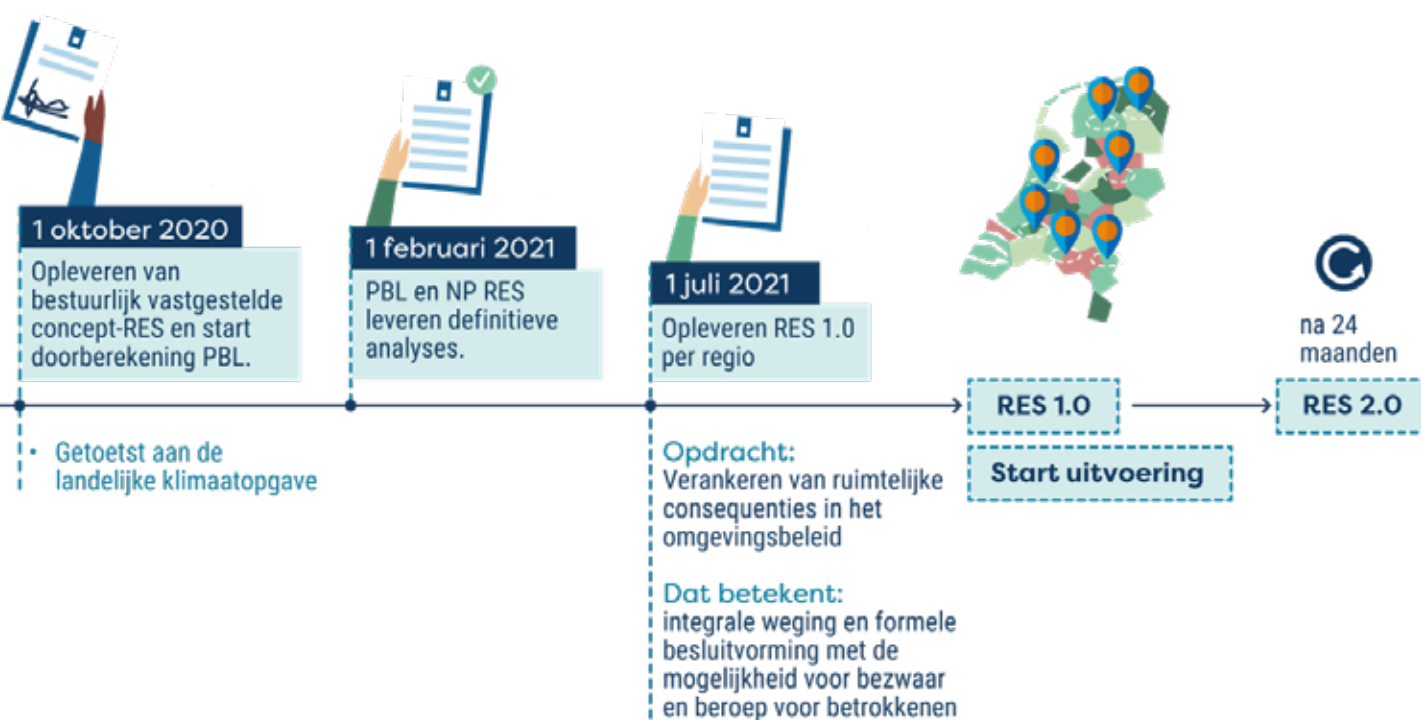 1 oktober 2020
Opleveren van
bestuurlijk vastgestelde
concept-RES en start
doorberekening PBL.
• Getoetst aan de
landelijke klimaatopgave
1 februari 2021
PBL en NP RES
leveren definitieve
analyses.
1 juli 2021
Opleveren RES 1.0
per regio
Opdracht:
Verankeren van ruimtelijke
consequenties in het
omgevingsbeleid
Dat betekent:
integrale weging en formele
besluitvorming met de
mogelijkheid voor bezwaar
en beroep voor betrokkenen
RES 1.0
Start uitvoering
na 24
maanden
RES 2.0